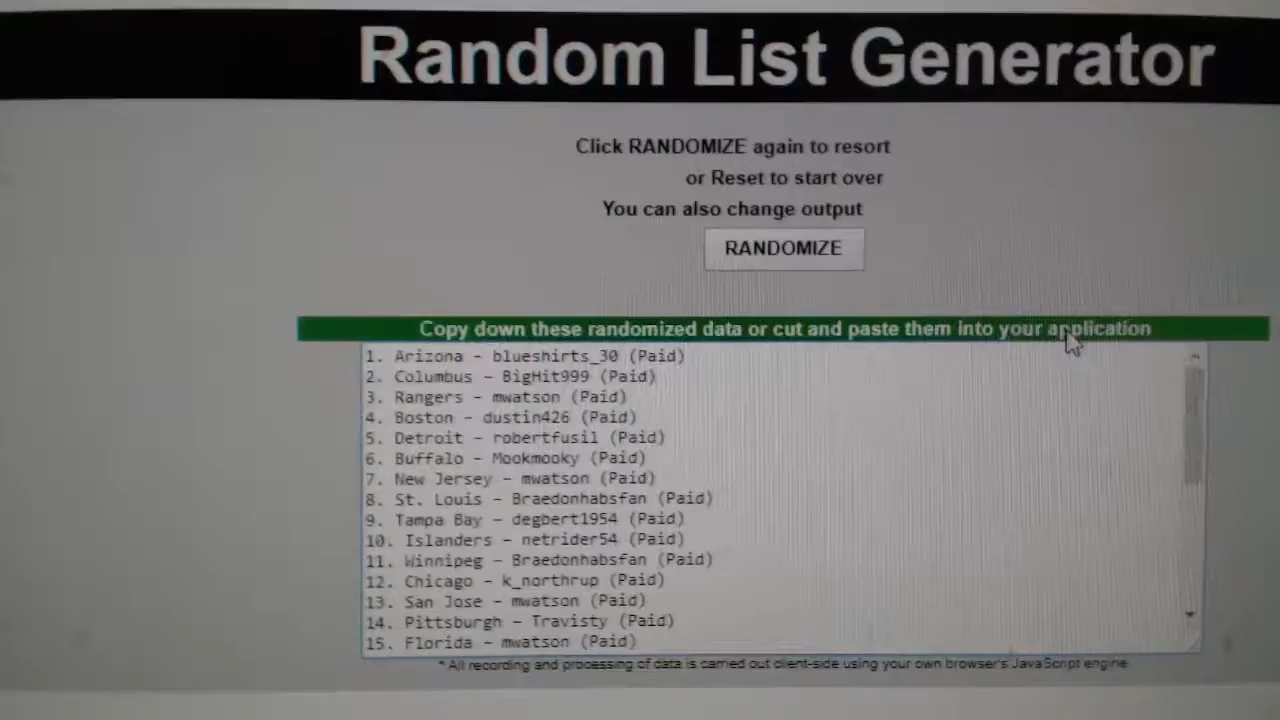 Random List Generator
Click RANDOMIZE again to resort
or Reset to start over
You can also change output
RANDOMIZE
Copy down these randomized data or cut and paste them into your application
1. Arizona - blueshirts_30 (Paid)
2. Columbus - BigHit999 (Paid)
3. Rangers - mwatson (Paid)
4. Boston - dustin426 (Paid)
5. Detroit - robertfusil (Paid)
6. Buffalo - Mookmooky (Paid)
7. New Jersey - mwatson (Paid)
8. St. Louis - Braedonhabsfan (Paid)
9. Tampa Bay - degbert1954 (Paid)
10. Islanders - netrider54 (Paid)
11. Winnipeg - Braedonhabsfan (Paid)
12. Chicago - k_northrup (Paid)
13. San Jose - mwatson (Paid)
14. Pittsburgh - Travisty (Paid)
15. Florida - mwatson (Paid)
* All recording and processing of data is carried out client-side using your own browser's JavaScript engine